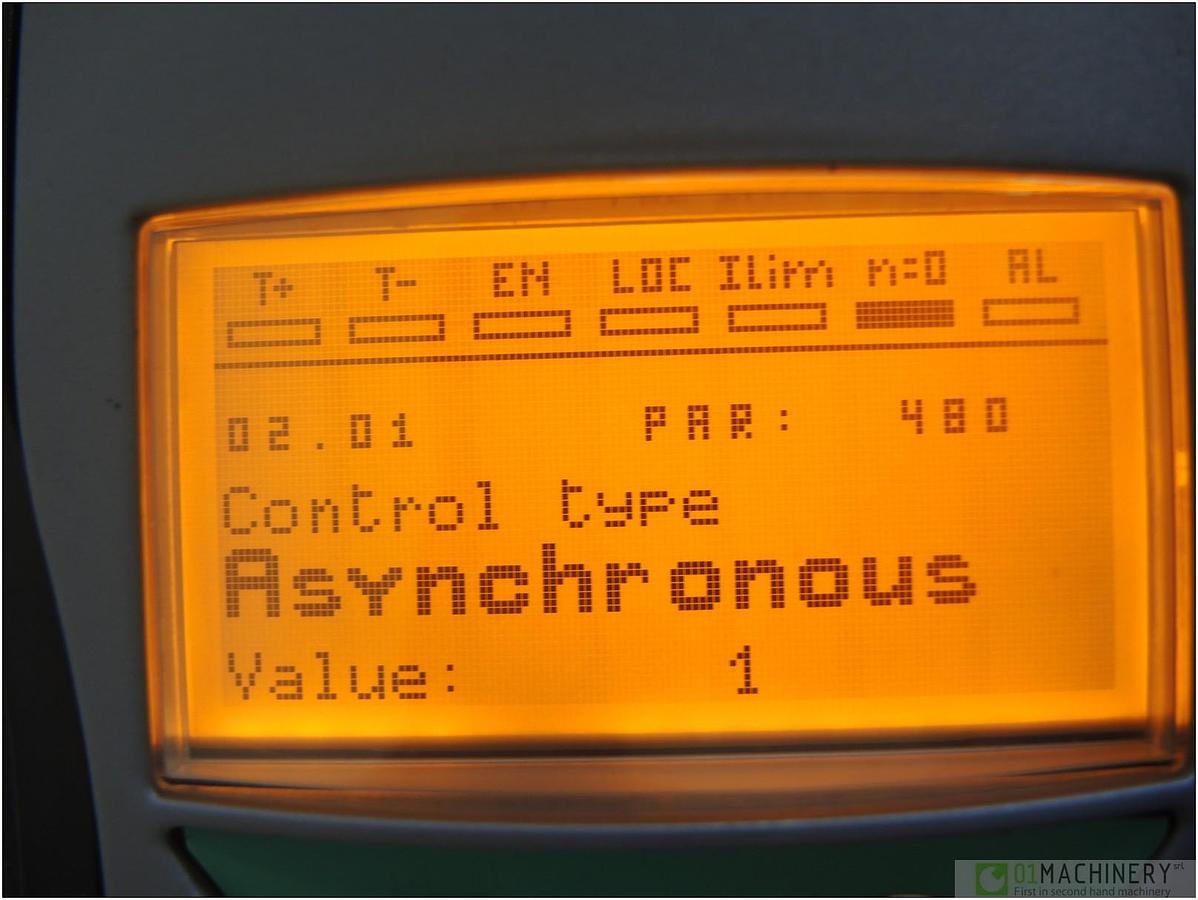 T+ T- EN LOC Ilim n=0 AL
02.01 PAR: 480
Control type
Asynchronous
Value: 1
01MACHINERY srl
First in second hand machinery